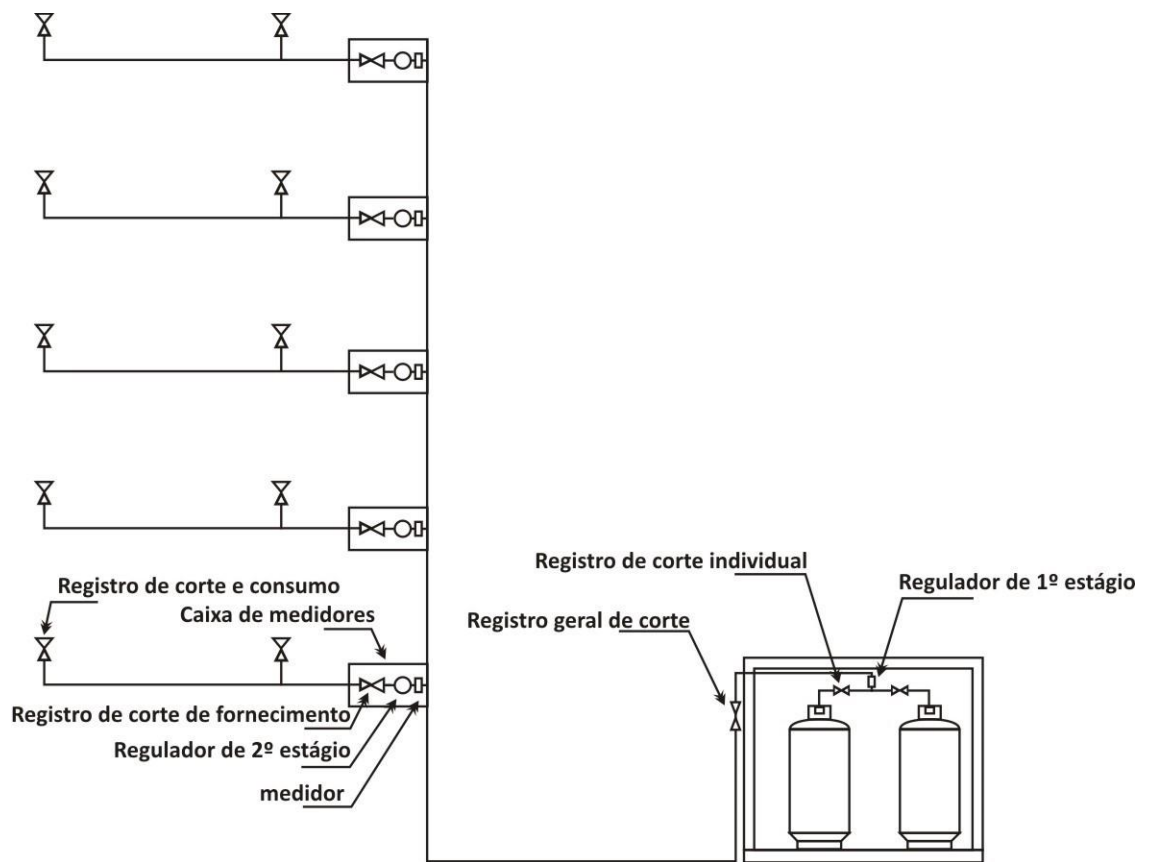 Registro de corte individual
Regulador de 1º estágio
Registro de corte e consumo
Caixa de medidores
Registro geral de corte
Registro de corte de fornecimento
Regulador de 2º estágio
medidor